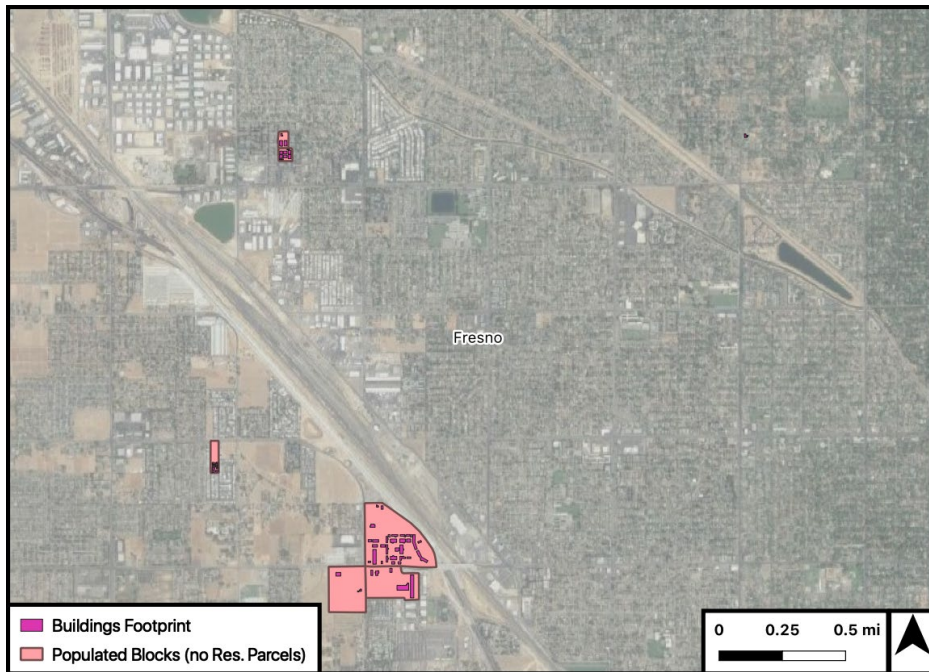 Fresno
Buildings Footprint
Populated Blocks (no Res. Parcels)
0 0.25 0.5 mi